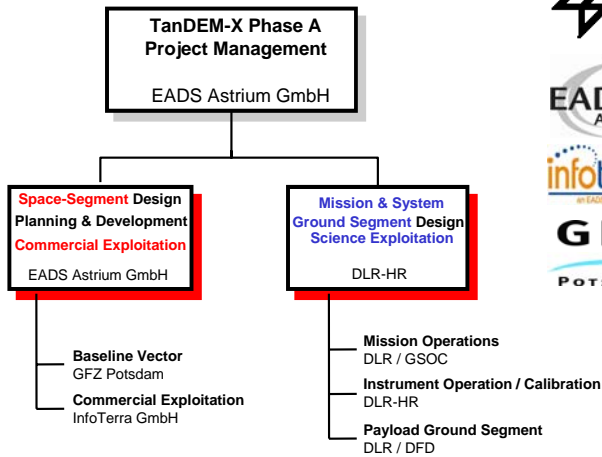 TanDEM-X Phase A
Project Management
EADS Astrium GmbH
Space-Segment Design
Planning & Development
Commercial Exploitation
EADS Astrium GmbH
Mission & System
Ground Segment Design
Science Exploitation
DLR-HR
Baseline Vector
GFZ Potsdam
Commercial Exploitation
InfoTerra GmbH
Mission Operations
DLR / GSOC
Instrument Operation / Calibration
DLR-HR
Payload Ground Segment
DLR / DFD